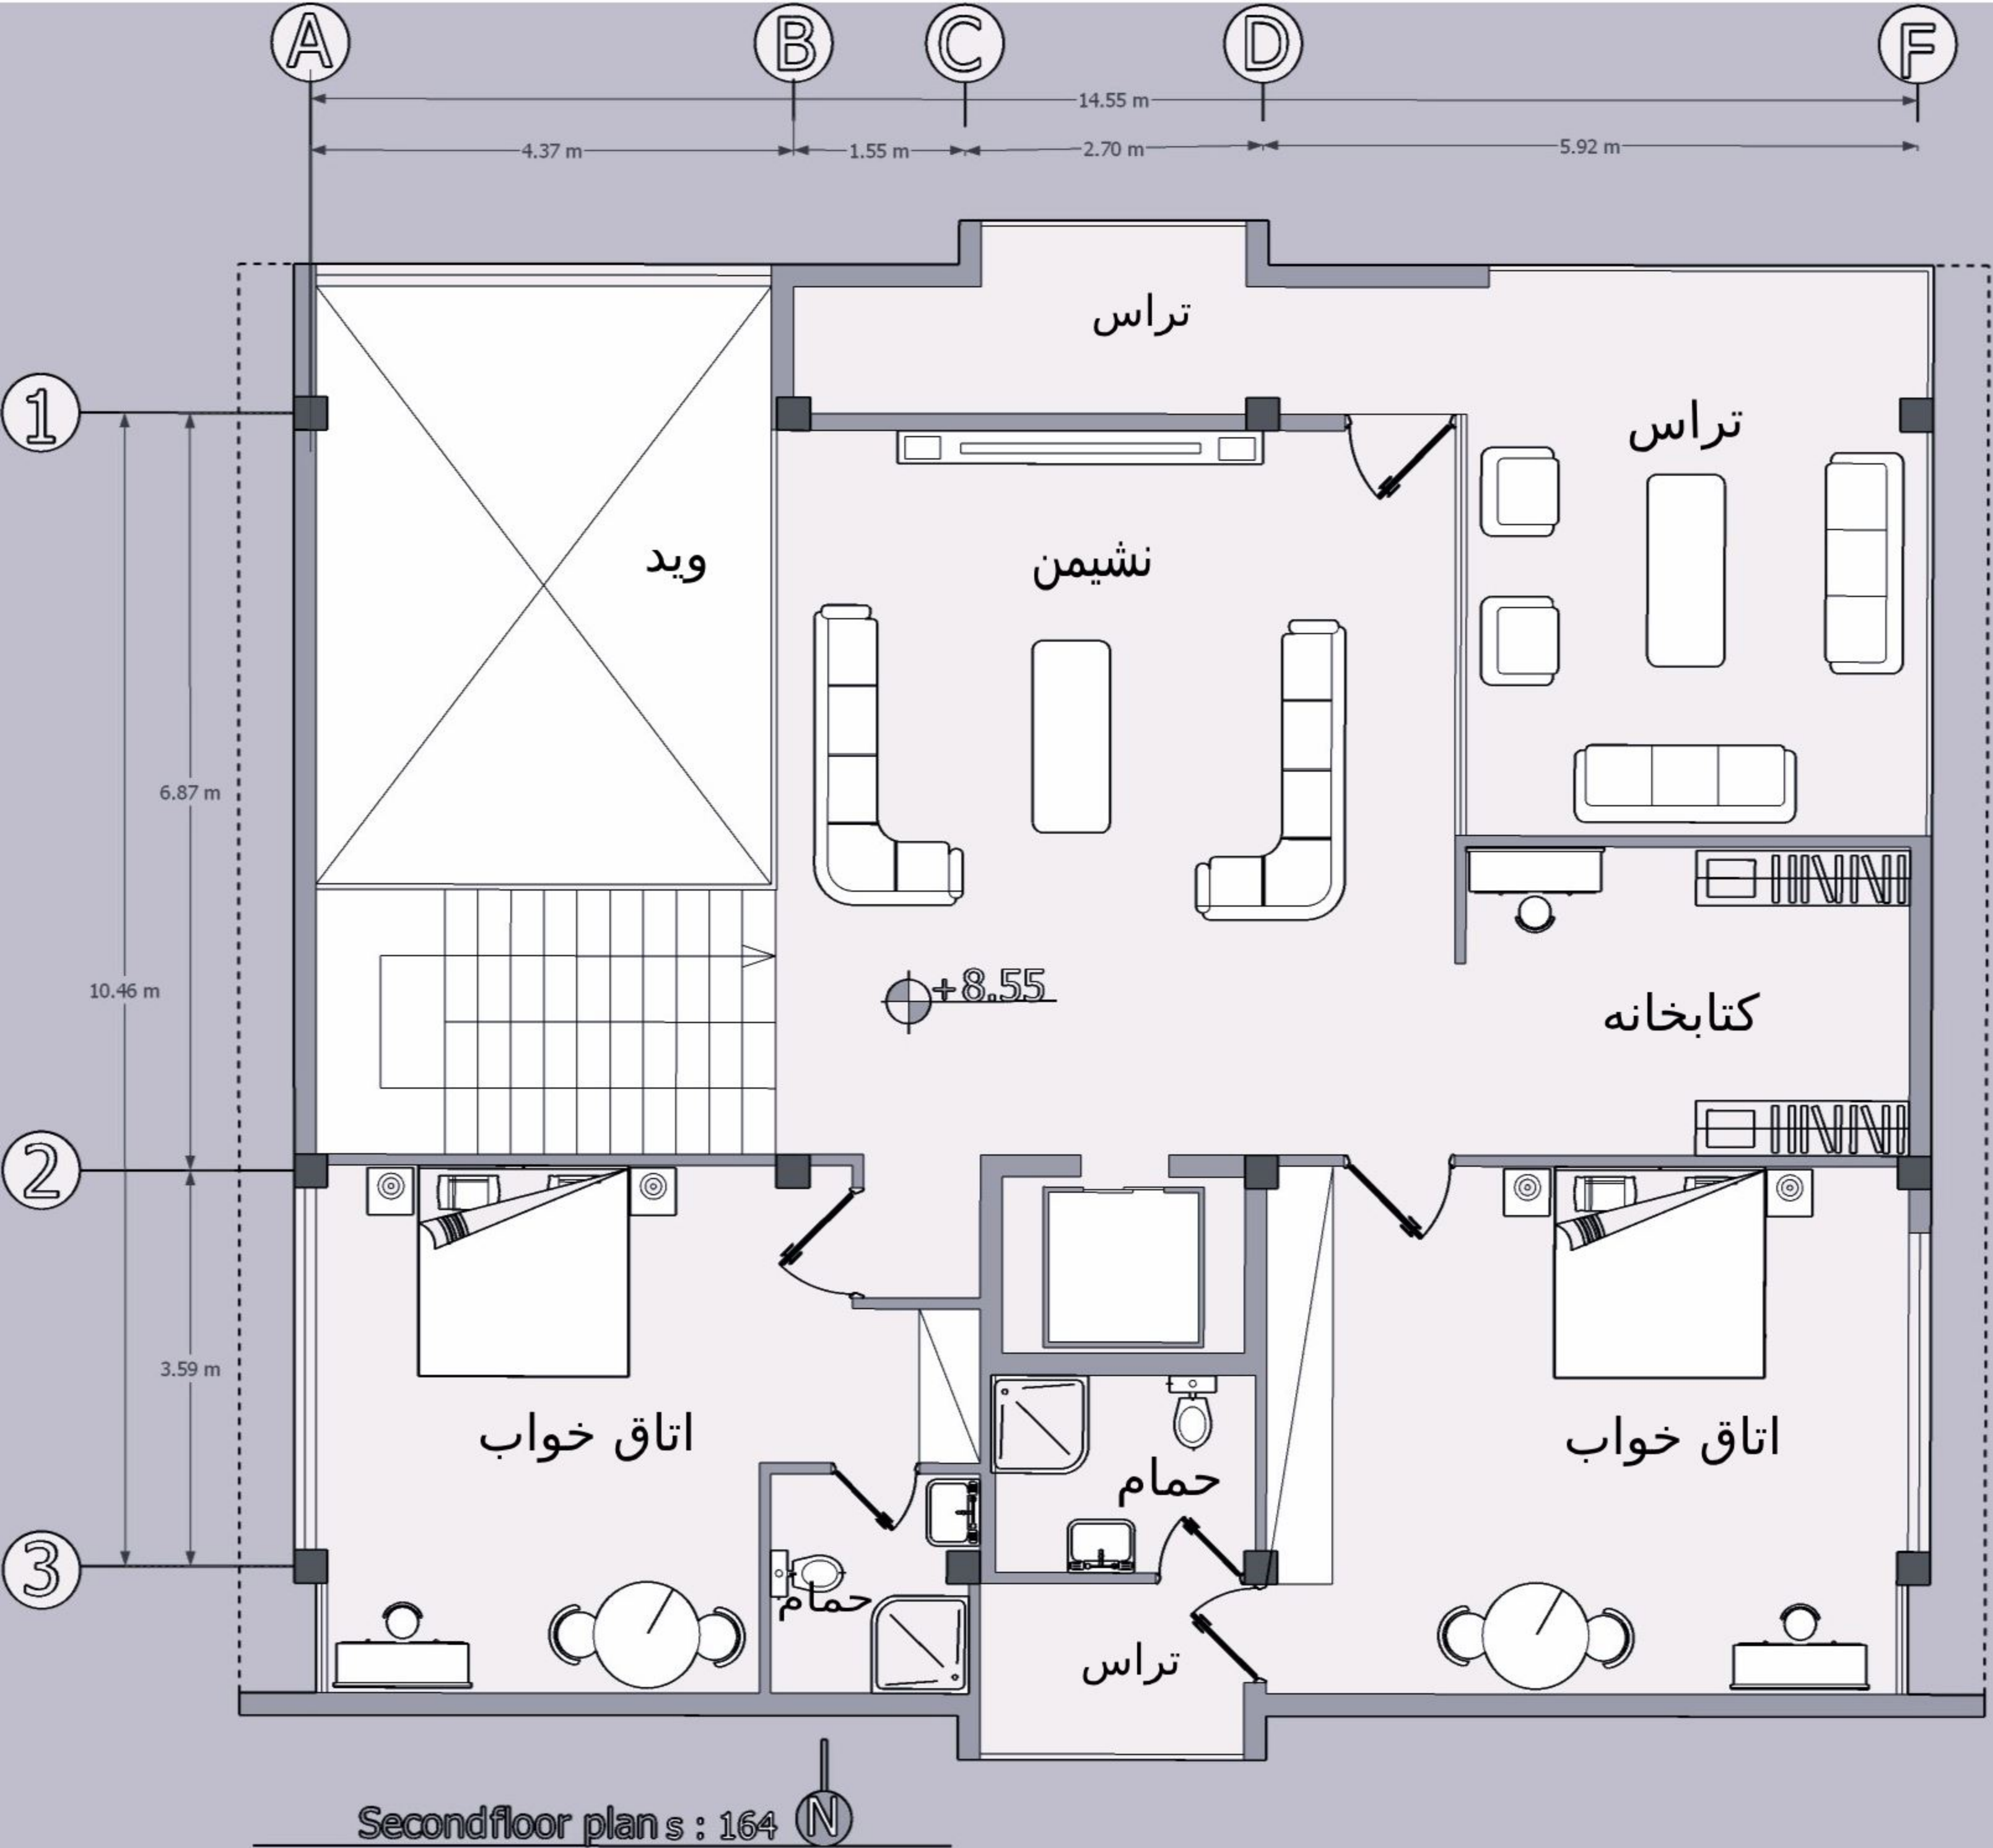 A B C D F
14.55 m
4.37 m 1.55 m 2.70 m 5.92 m
تراس
1
تراس
وید
نشیمن
6.87 m
10.46 m
+8.55
کتابخانه
2
3.59 m
اتاق خواب
اتاق خواب
حمام
3
حمام
تراس
Secondfloor plan s : 164 N